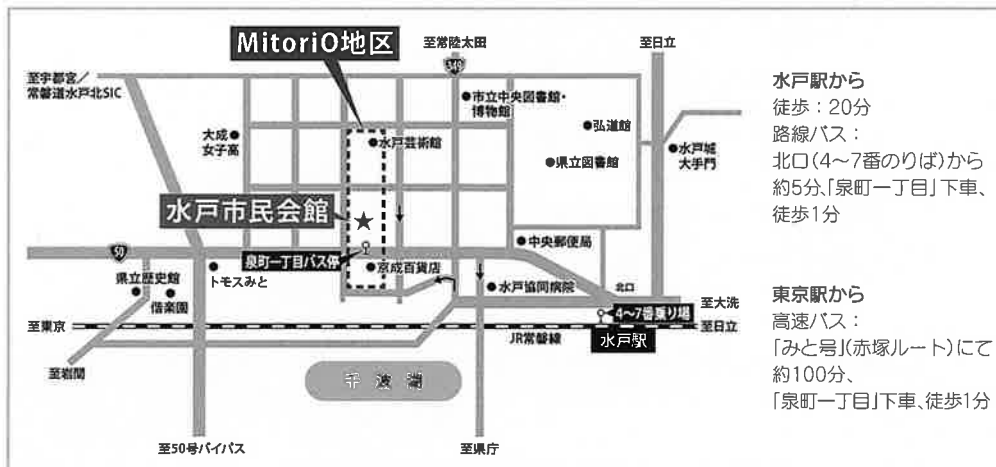 MitoriO地区
至常陸太田
至日立
349
至宇都宮／
常磐道水戸北SIC
市立中央図書館・
博物館
弘道館
大成
女子高
水戸芸術館
県立図書館
水戸城
大手門
水戸市民会館
50
泉町一丁目バス停
中央郵便局
京成百貨店
県立歴史館
トモスみと
偕楽園
水戸協同病院
北口
至大洗
4〜7番乗り場
至東京
JR常磐線
水戸駅
至日立
至岩間
千波湖
至50号バイパス
至県庁
水戸駅から
徒歩：20分
路線バス：
北口(4〜7番のりば)から
約5分､｢泉町一丁目｣下車､
徒歩1分
東京駅から
高速バス：
｢みと号｣(赤塚ルート)にて
約100分､
｢泉町一丁目｣下車､徒歩1分